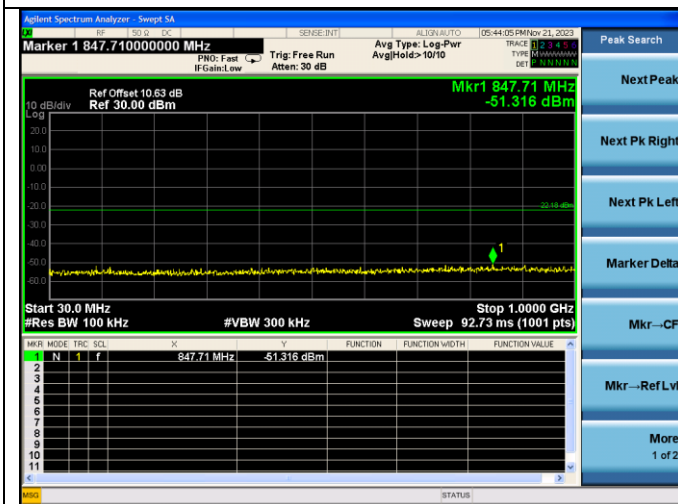 Agilent Spectrum Analyzer - Swept SA
RF 50 Ω DC SENSE:INT ALIGN AUTO 05:44:05 PM Nov 21, 2023
Marker 1 847.710000000 MHz
PNO: Fast
IFGain:Low
Trig: Free Run
Atten: 30 dB
Avg Type: Log-Pwr
Avg|Hold:>10/10
TRACE 1 2 3 4 5 6
TYPE
DET P N N N N N
Peak Search
Mkr1 847.71 MHz
-51.316 dBm
Ref Offset 10.63 dB
10 dB/div Ref 30.00 dBm
Log
20.0
10.0
0.00
-10.0
-20.0
-22.18 dBm
-30.0
-40.0
-50.0
-60.0
1
Start 30.0 MHz Stop 1.0000 GHz
#Res BW 100 kHz #VBW 300 kHz Sweep 92.73 ms (1001 pts)
MKR MODE TRC SCL X Y FUNCTION FUNCTION WIDTH FUNCTION VALUE
1 N 1 f 847.71 MHz -51.316 dBm
2
3
4
5
6
7
8
9
10
11
MSG STATUS
Next Peak
Next Pk Right
Next Pk Left
Marker Delta
Mkr→CF
Mkr→Ref Lvl
More
1 of 2